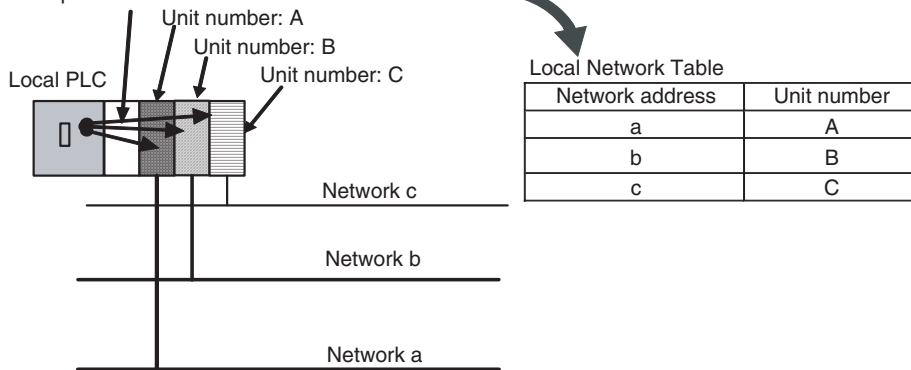 Unit number: A
Unit number: B
Unit number: C
Local PLC
Local Network Table
Network address Unit number
a A
b B
c C
Network c
Network b
Network a